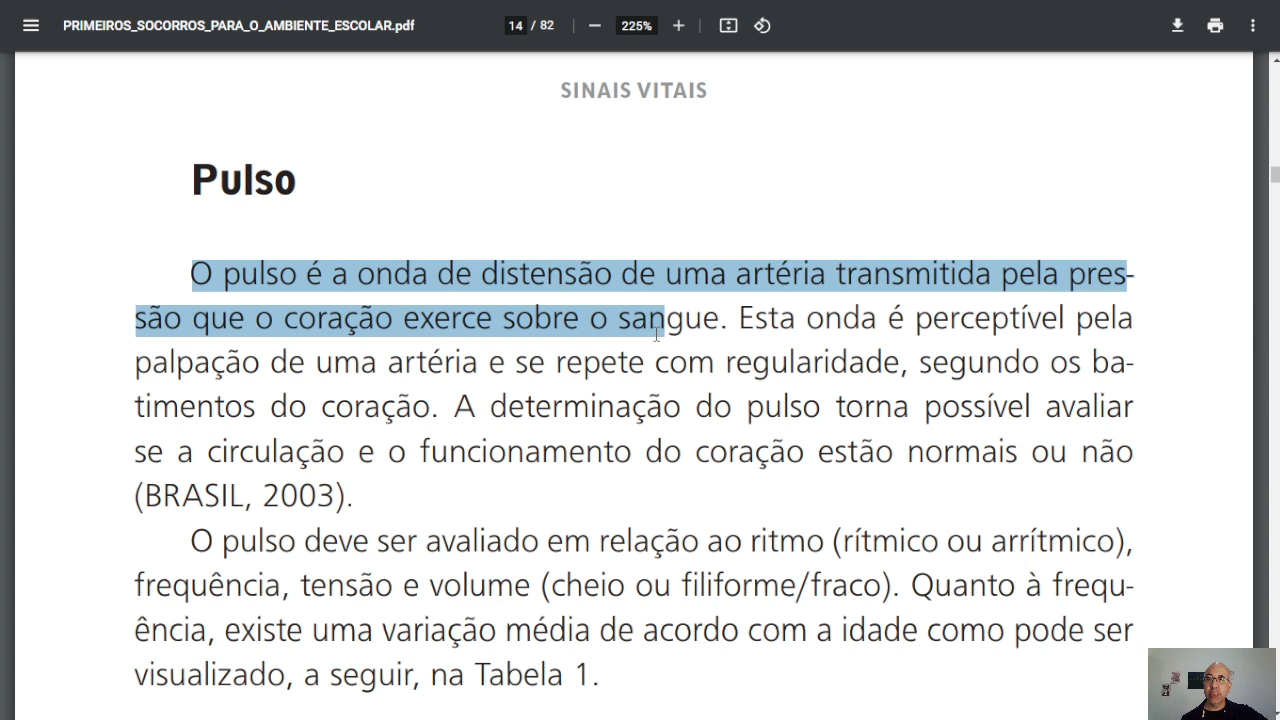 PRIMEIROS_SOCORROS_PARA_O_AMBIENTE_ESCOLAR.pdf
14 / 82
225%
SINAIS VITAIS
Pulso
O pulso é a onda de distensão de uma artéria transmitida pela pres-
são que o coração exerce sobre o sangue. Esta onda é perceptível pela
palpação de uma artéria e se repete com regularidade, segundo os ba-
timentos do coração. A determinação do pulso torna possível avaliar
se a circulação e o funcionamento do coração estão normais ou não
(BRASIL, 2003).
O pulso deve ser avaliado em relação ao ritmo (rítmico ou arrítmico),
frequência, tensão e volume (cheio ou filiforme/fraco). Quanto à frequ-
ência, existe uma variação média de acordo com a idade como pode ser
visualizado, a seguir, na Tabela 1.